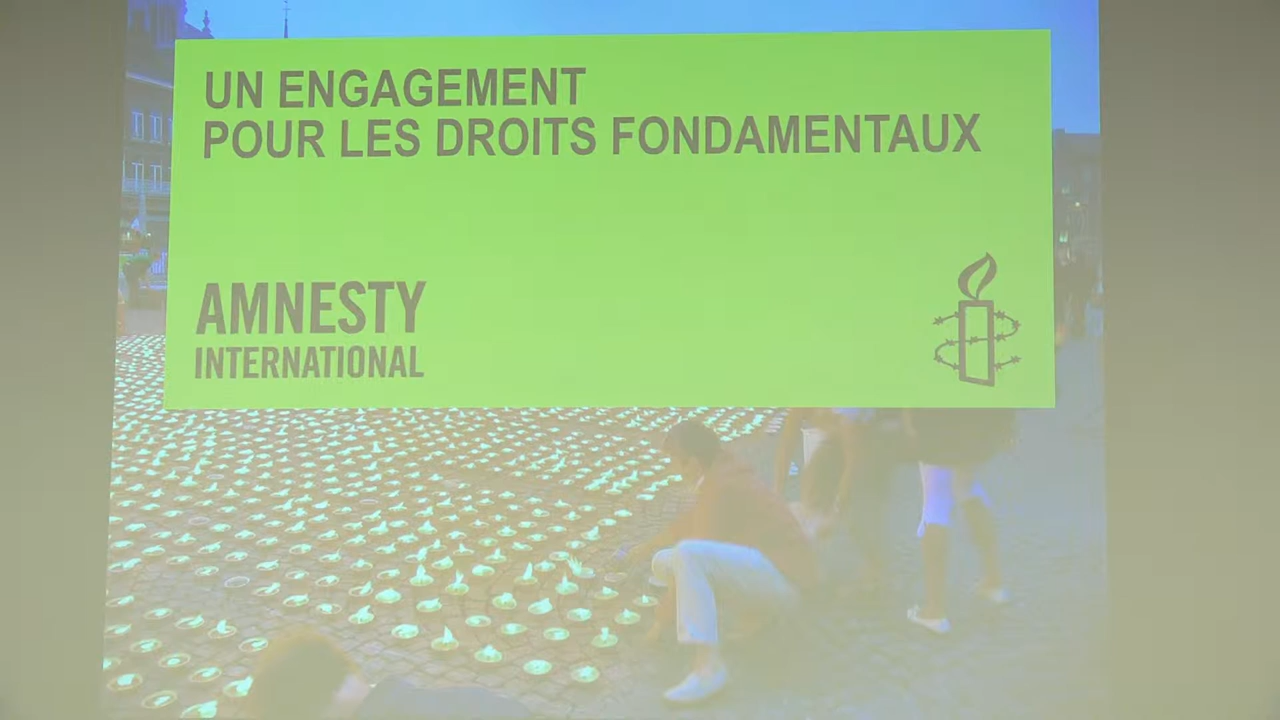 UN ENGAGEMENT
POUR LES DROITS FONDAMENTAUX
AMNESTY
INTERNATIONAL